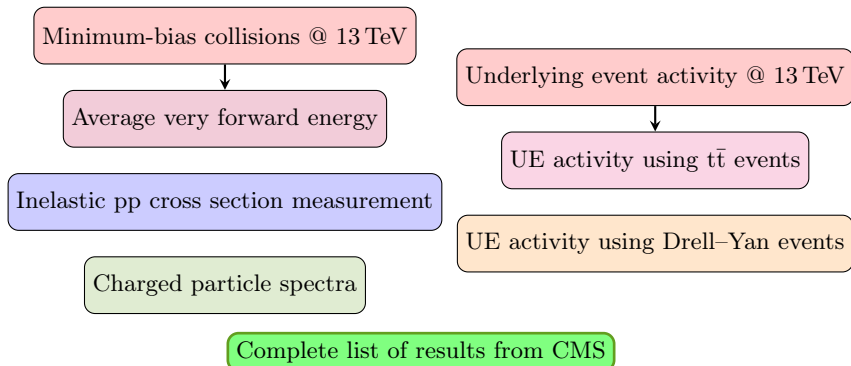 Minimum-bias collisions @ 13 TeV
Average very forward energy
Inelastic pp cross section measurement
Charged particle spectra
Underlying event activity @ 13 TeV
UE activity using tt̄ events
UE activity using Drell–Yan events
Complete list of results from CMS